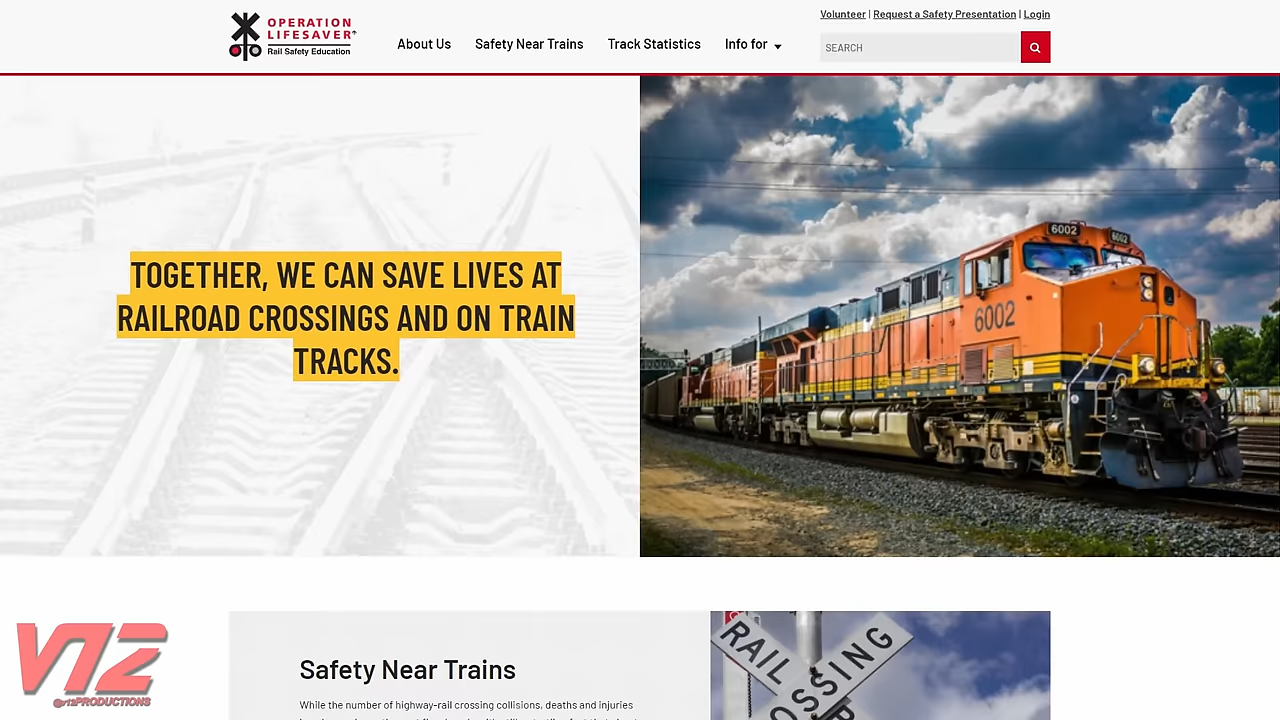 Volunteer | Request a Safety Presentation | Login
OPERATION
LIFESAVER®
Rail Safety Education
About Us
Safety Near Trains
Track Statistics
Info for
SEARCH
TOGETHER, WE CAN SAVE LIVES AT
RAILROAD CROSSINGS AND ON TRAIN
TRACKS.
6002
6002
6002
Safety Near Trains
While the number of highway-rail crossing collisions, deaths and injuries
RAIL
CROSSING
V12
@v12PRODUCTIONS